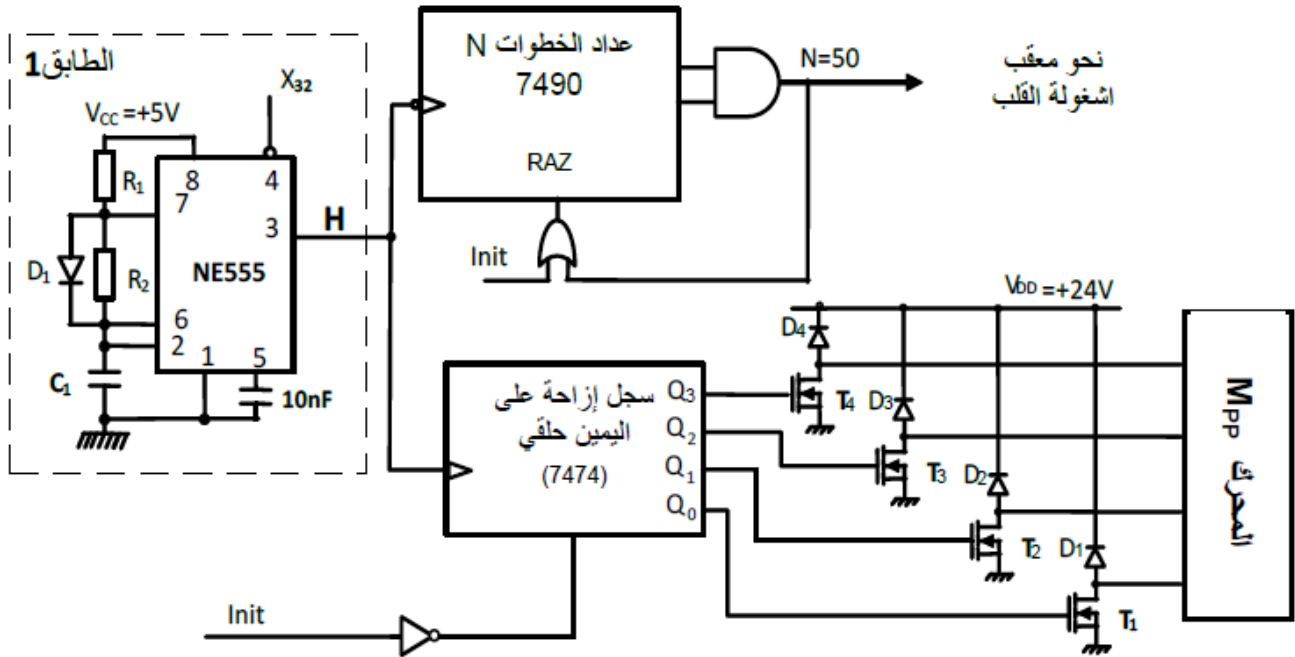 الطابق1
X32
VCC =+5V
R1
8
4
7
3
H
D1
R2
NE555
6
2
1
5
C1
10nF
عداد الخطوات N
7490
RAZ
N=50
نحو معقب
اشغولة القلب
Init
VDD =+24V
سجل إزاحة على
اليمين حلقي
(7474)
Q3
Q2
Q1
Q0
D4
T4
D3
T3
D2
T2
D1
T1
المحرك MPP
Init